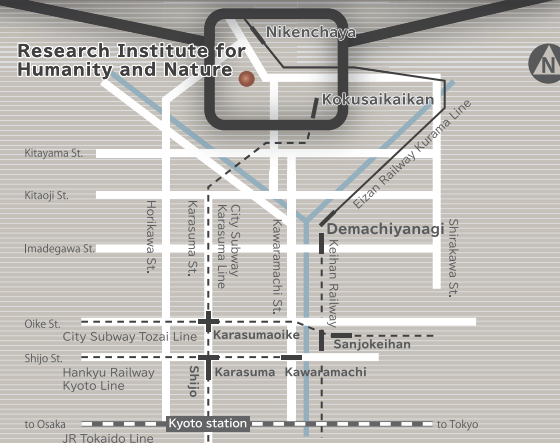 Nikenchaya
Research Institute for
Humanity and Nature
N
Kokusaikaikan
Eizan Railway Kurama Line
Kitayama St.
Kitaoji St.
Horikawa St.
Karasuma St.
City Subway
Karasuma Line
Kawaramachi St.
Demachiyanagi
Keihan Railway
Shirakawa St.
Imadegawa St.
Oike St.
City Subway Tozai Line
Karasumaoike
Sanjokeihan
Shijo St.
Hankyu Railway
Kyoto Line
Shijo
Karasuma
Kawaramachi
to Osaka
Kyoto station
to Tokyo
JR Tokaido Line